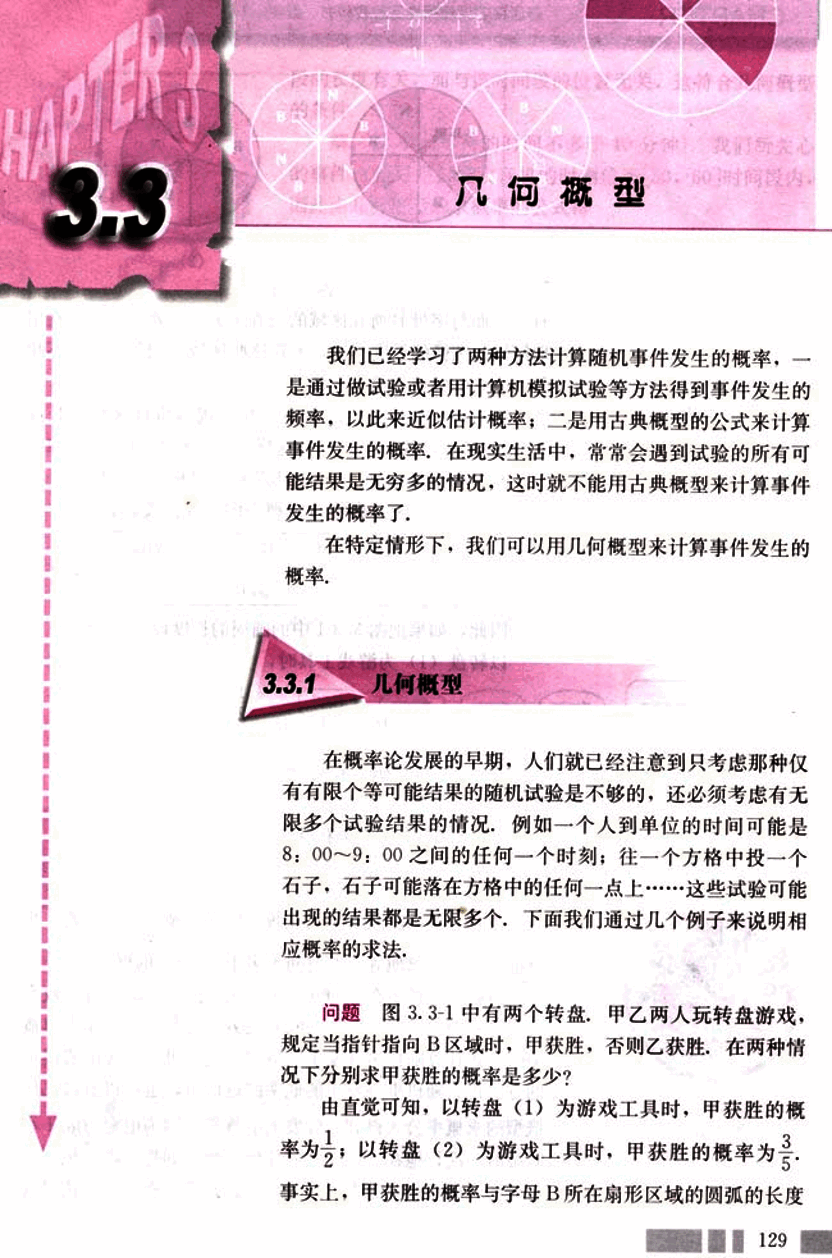 CHAPTER 3
3.3
几何概型
我们已经学习了两种方法计算随机事件发生的概率，一
是通过做试验或者用计算机模拟试验等方法得到事件发生的
频率，以此来近似估计概率；二是用古典概型的公式来计算
事件发生的概率．在现实生活中，常常会遇到试验的所有可
能结果是无穷多的情况，这时就不能用古典概型来计算事件
发生的概率了．
在特定情形下，我们可以用几何概型来计算事件发生的
概率．
3.3.1 几何概型
在概率论发展的早期，人们就已经注意到只考虑那种仅
有有限个等可能结果的随机试验是不够的，还必须考虑有无
限多个试验结果的情况．例如一个人到单位的时间可能是
8：00～9：00 之间的任何一个时刻；往一个方格中投一个
石子，石子可能落在方格中的任何一点上……这些试验可能
出现的结果都是无限多个．下面我们通过几个例子来说明相
应概率的求法．
问题 图 3.3-1 中有两个转盘．甲乙两人玩转盘游戏，
规定当指针指向 B 区域时，甲获胜，否则乙获胜．在两种情
况下分别求甲获胜的概率是多少？
由直觉可知，以转盘（1）为游戏工具时，甲获胜的概
率为1/2；以转盘（2）为游戏工具时，甲获胜的概率为3/5．
事实上，甲获胜的概率与字母 B 所在扇形区域的圆弧的长度
129